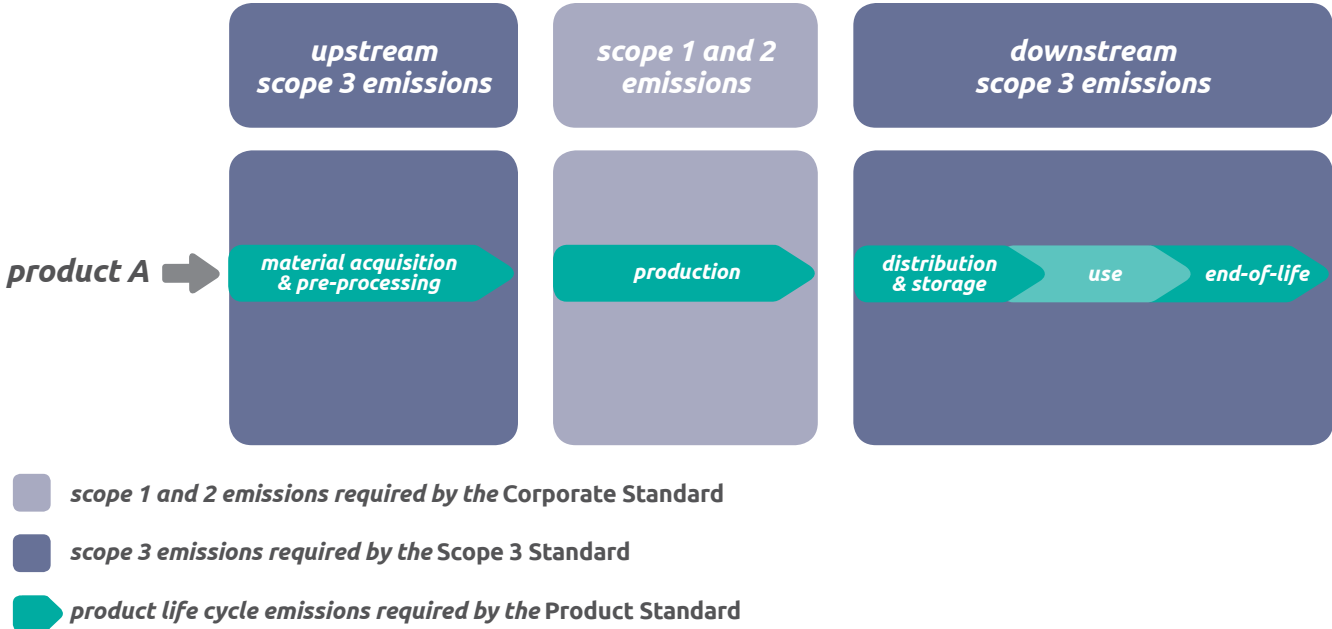 upstream
scope 3 emissions
scope 1 and 2
emissions
downstream
scope 3 emissions
product A
material acquisition
& pre-processing
production
distribution
& storage
use
end-of-life
scope 1 and 2 emissions required by the Corporate Standard
scope 3 emissions required by the Scope 3 Standard
product life cycle emissions required by the Product Standard